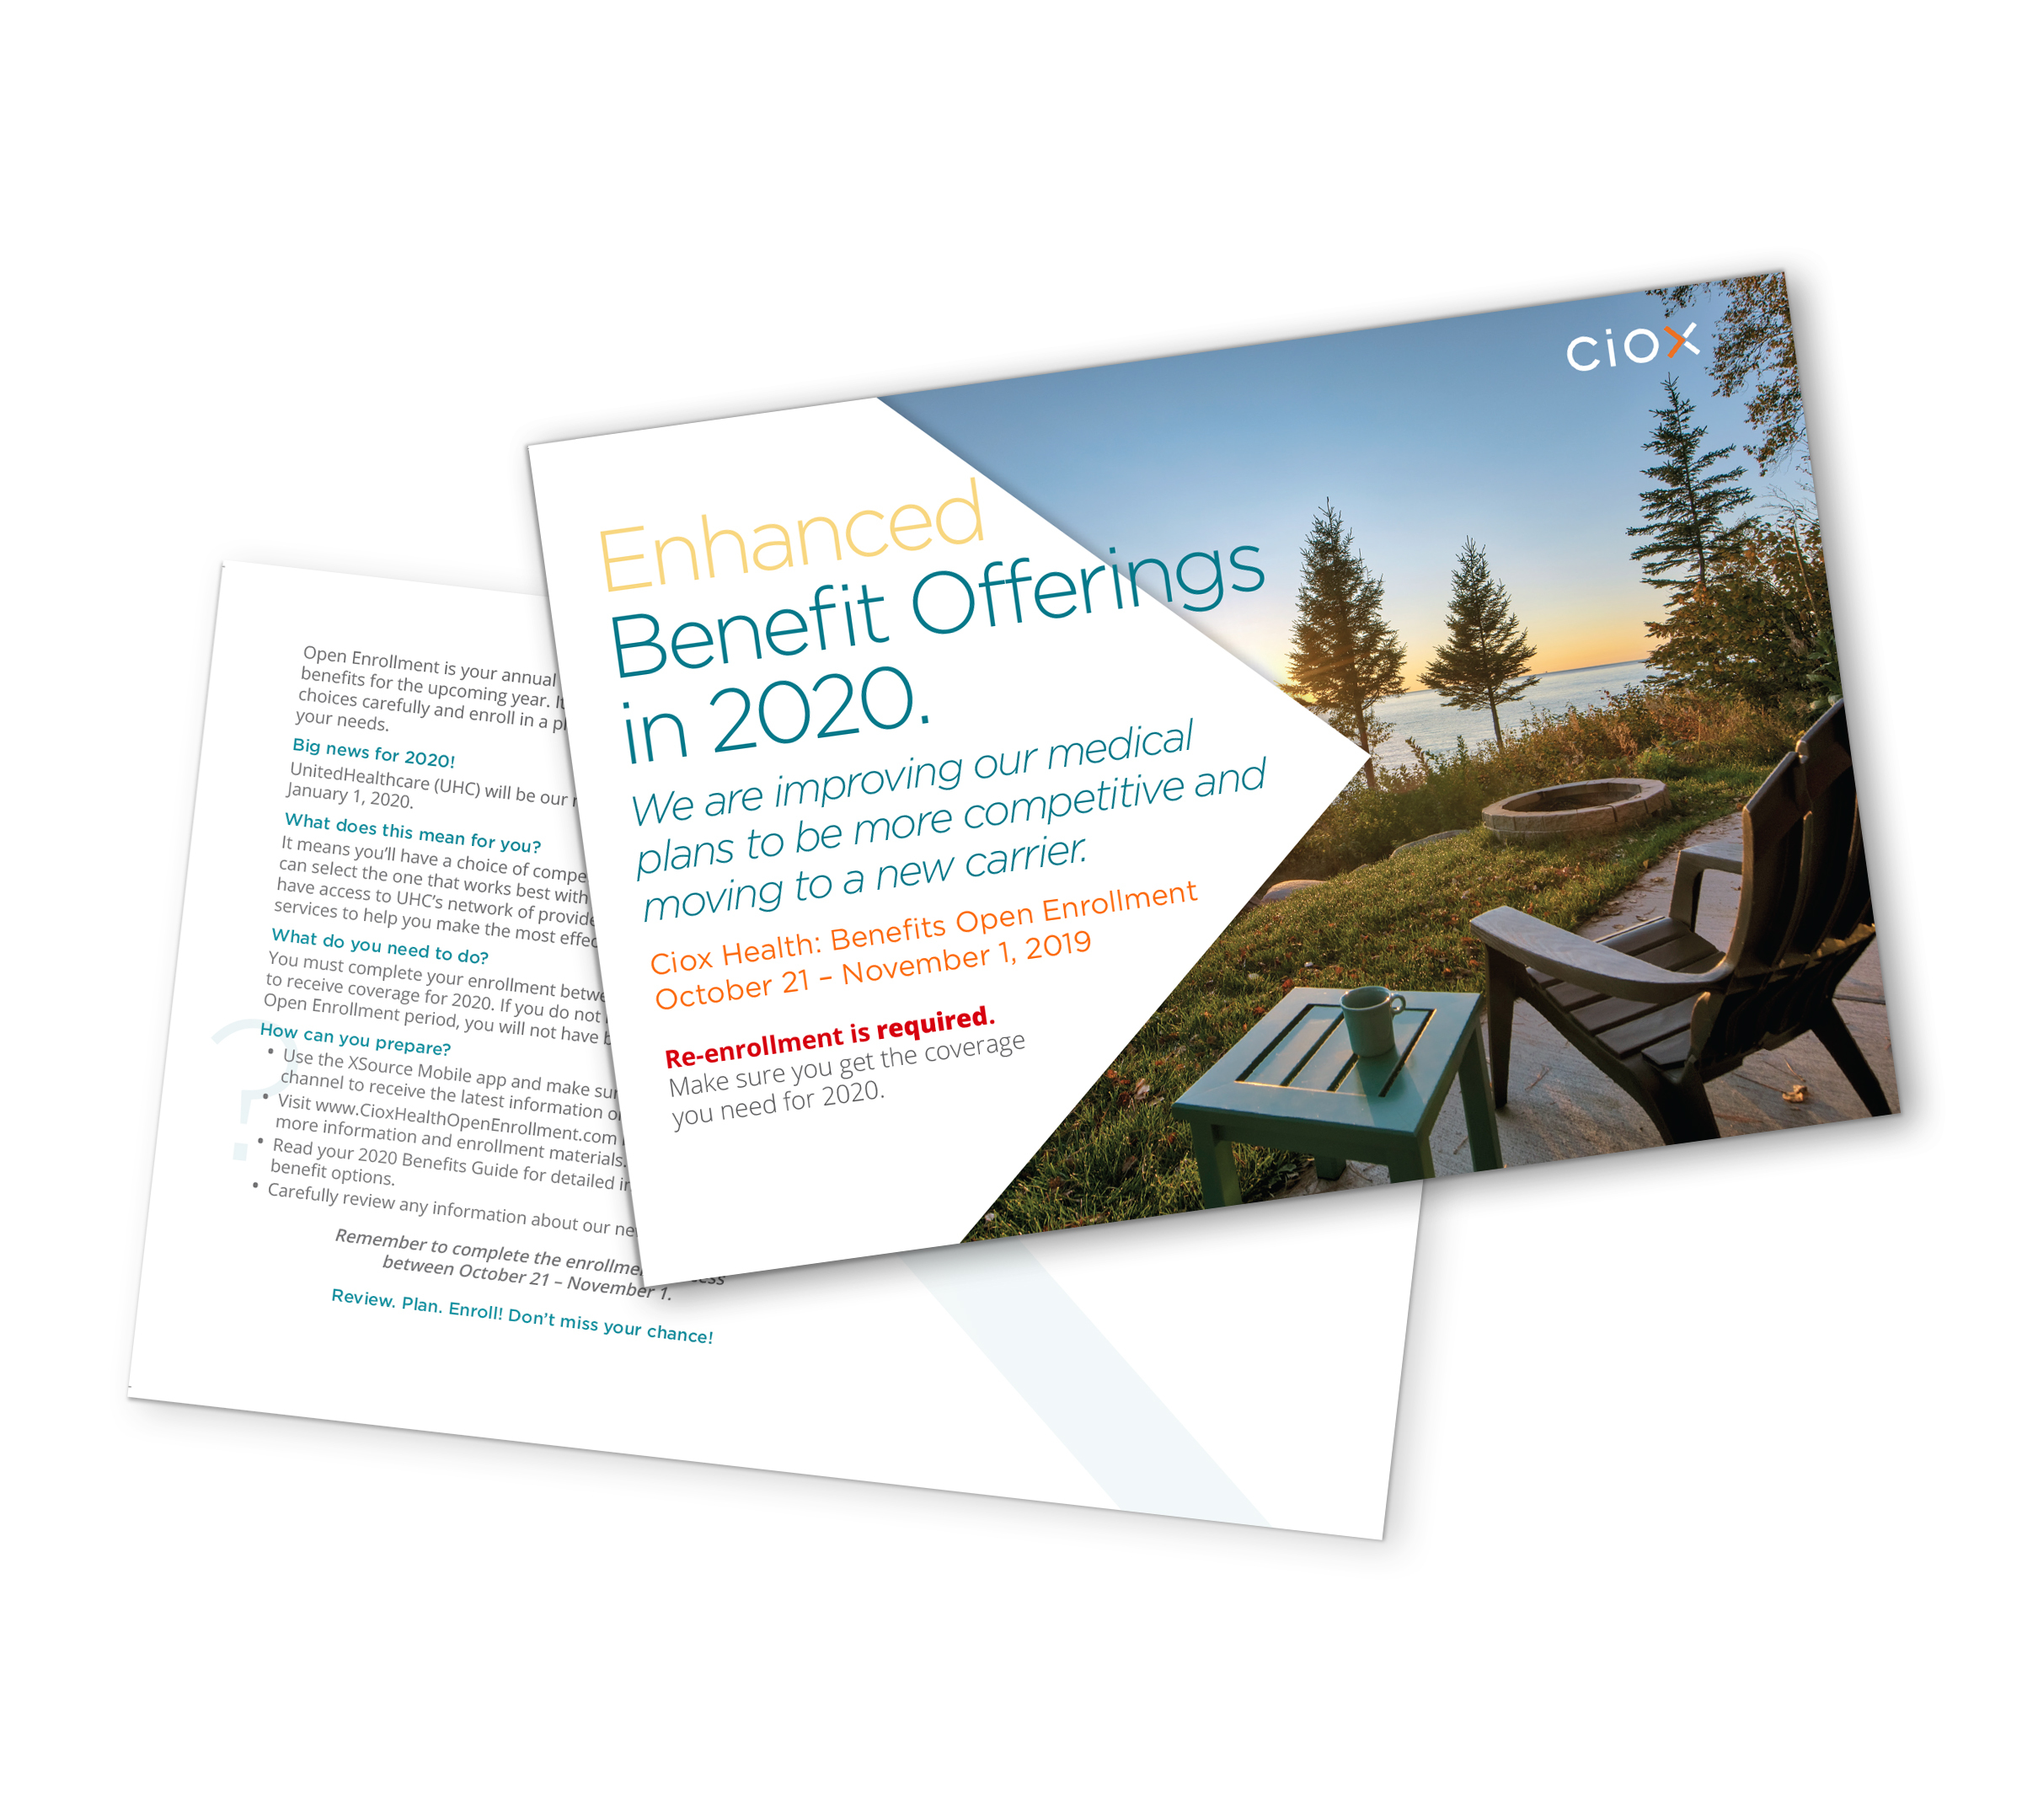 ciox
Enhanced
Benefit Offerings
in 2020.
We are improving our medical
plans to be more competitive and
moving to a new carrier.
Ciox Health: Benefits Open Enrollment
October 21 – November 1, 2019
Re-enrollment is required.
Make sure you get the coverage
you need for 2020.
Open Enrollment is your annual
benefits for the upcoming year.
choices carefully and enroll in a
your needs.
Big news for 2020!
UnitedHealthcare (UHC) will be our
January 1, 2020.
What does this mean for you?
It means you’ll have a choice of
can select the one that works best with
have access to UHC’s network of
services to help you make the most
What do you need to do?
You must complete your enrollment
to receive coverage for 2020. If you do not
Open Enrollment period, you will not have
How can you prepare?
• Use the XSource Mobile app and make
channel to receive the latest information
• Visit www.CioxHealthOpenEnrollment.com
more information and enrollment materials.
• Read your 2020 Benefits Guide for detailed
benefit options.
• Carefully review any information about our
Remember to complete the
between October 21 – November 1.
Review. Plan. Enroll! Don’t miss your chance!
?